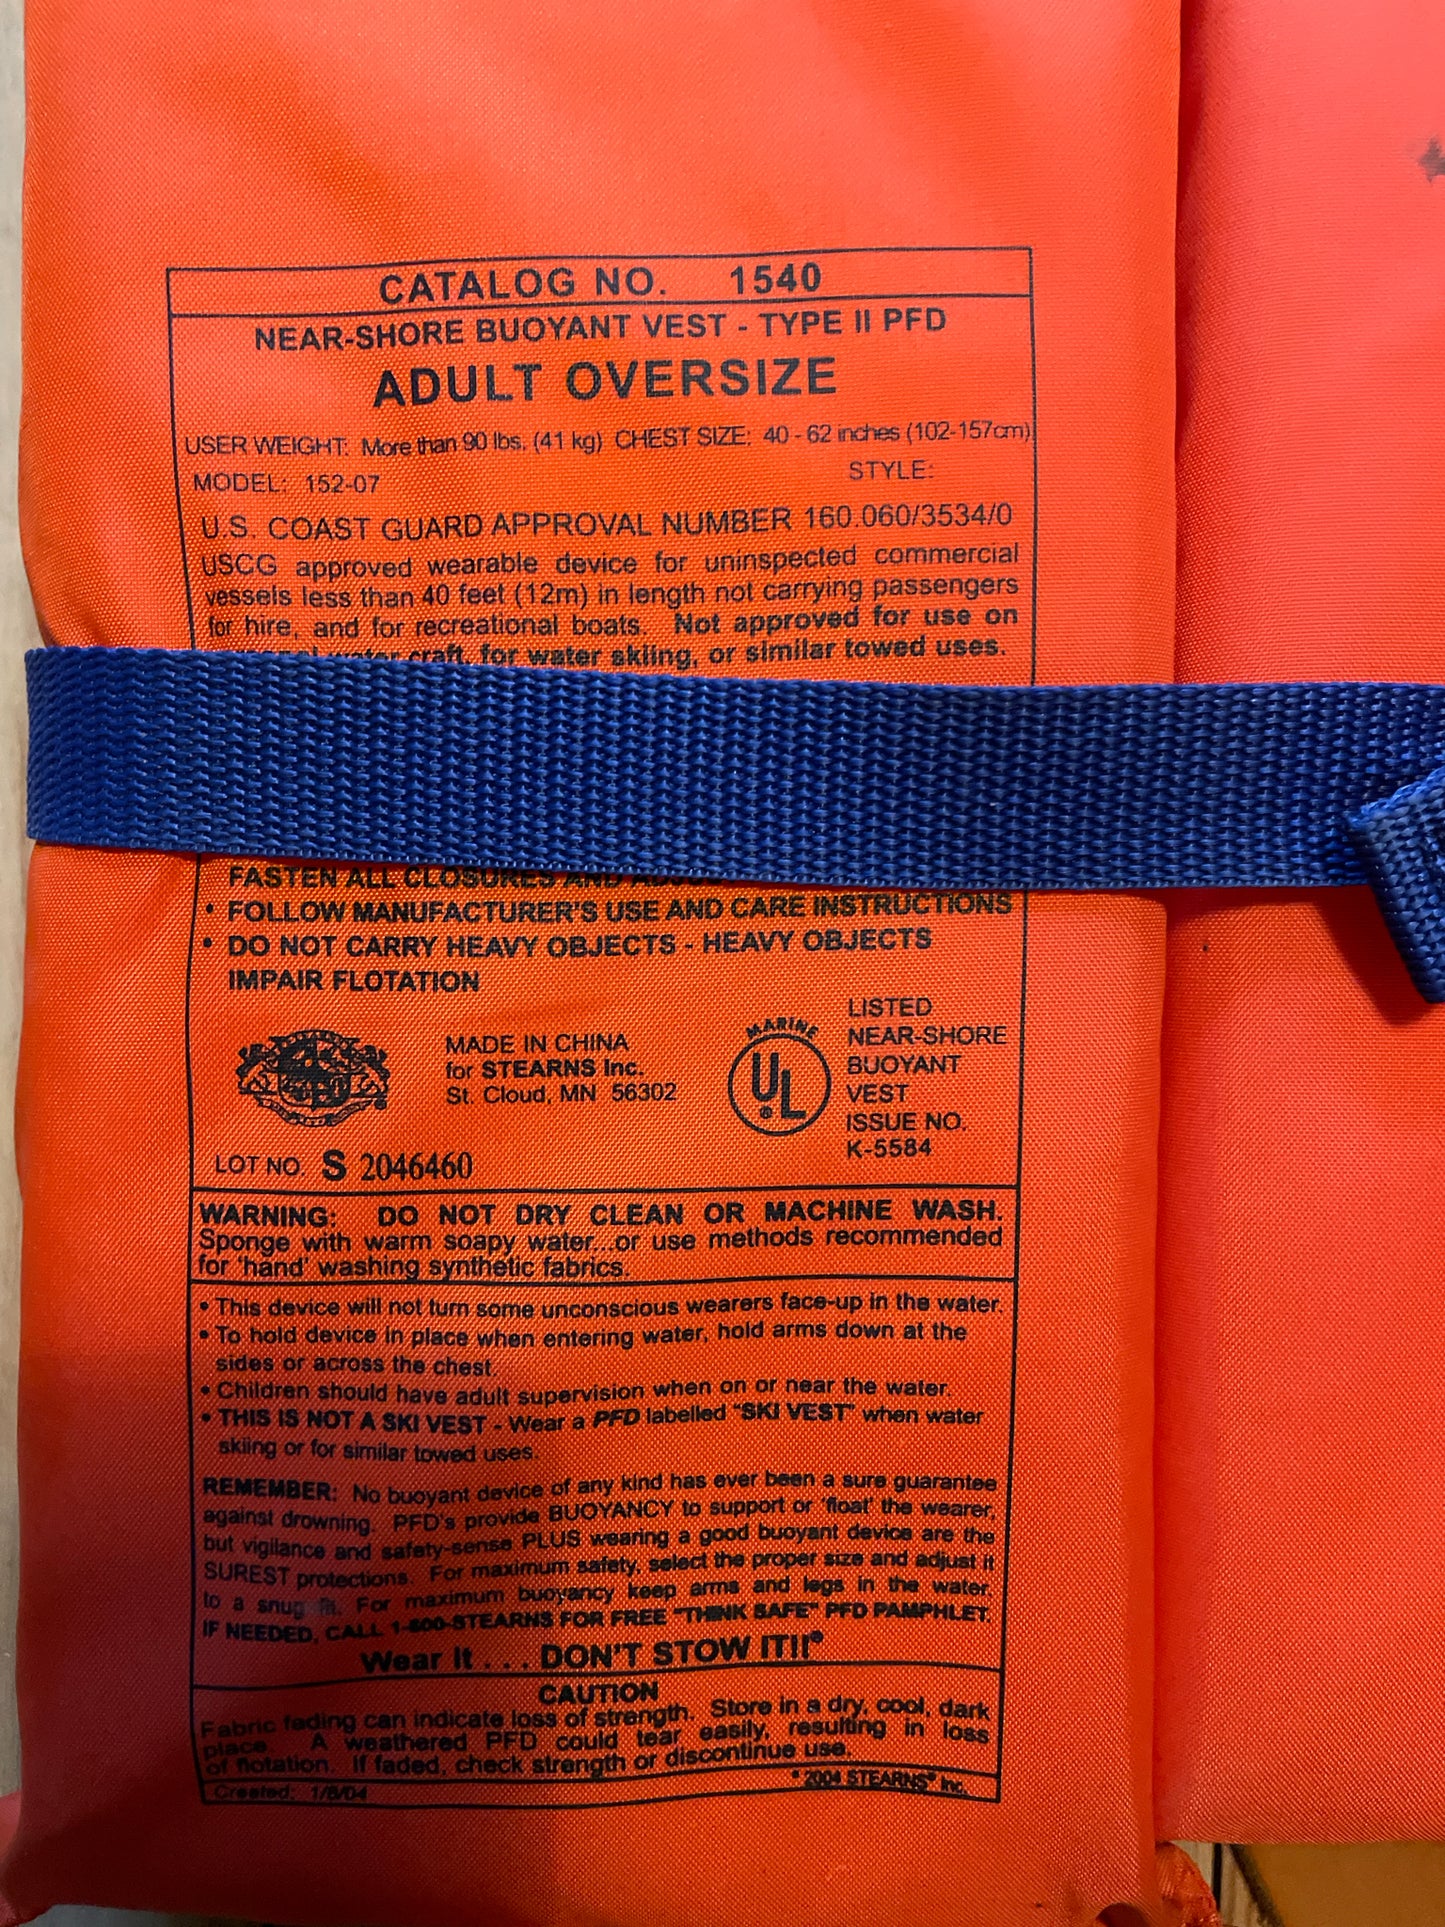 CATALOG NO. 1540
NEAR-SHORE BUOYANT VEST - TYPE II PFD
ADULT OVERSIZE
USER WEIGHT: More than 90 lbs. (41 kg) CHEST SIZE: 40 - 62 inches (102-157cm)
MODEL: 152-07 STYLE:
U.S. COAST GUARD APPROVAL NUMBER 160.060/3534/0
USCG approved wearable device for uninspected commercial
vessels less than 40 feet (12m) in length not carrying passengers
for hire, and for recreational boats. Not approved for use on
water craft, for water skiing, or similar towed uses.
FASTEN ALL CLOSURES AND
• FOLLOW MANUFACTURER'S USE AND CARE INSTRUCTIONS
• DO NOT CARRY HEAVY OBJECTS - HEAVY OBJECTS
IMPAIR FLOTATION
MADE IN CHINA
for STEARNS Inc.
St. Cloud, MN 56302
MARINE
UL
LISTED
NEAR-SHORE
BUOYANT
VEST
ISSUE NO.
K-5584
LOT NO. S 2046460
WARNING: DO NOT DRY CLEAN OR MACHINE WASH.
Sponge with warm soapy water...or use methods recommended
for 'hand' washing synthetic fabrics.
• This device will not turn some unconscious wearers face-up in the water.
• To hold device in place when entering water, hold arms down at the
sides or across the chest.
• Children should have adult supervision when on or near the water.
• THIS IS NOT A SKI VEST - Wear a PFD labelled "SKI VEST" when water
skiing or for similar towed uses.
REMEMBER: No buoyant device of any kind has ever been a sure guarantee
against drowning. PFD's provide BUOYANCY to support or 'float' the wearer,
but vigilance and safety-sense PLUS wearing a good buoyant device are the
SUREST protections. For maximum safety, select the proper size and adjust it
to a snug fit. For maximum buoyancy keep arms and legs in the water.
IF NEEDED, CALL 1-800-STEARNS FOR FREE "THINK SAFE" PFD PAMPHLET.
Wear It . . . DON'T STOW IT!!®
CAUTION
Fabric fading can indicate loss of strength. Store in a dry, cool, dark
place. A weathered PFD could tear easily, resulting in loss
of flotation. If faded, check strength or discontinue use.
Created: 1/8/04 © 2004 STEARNS® Inc.